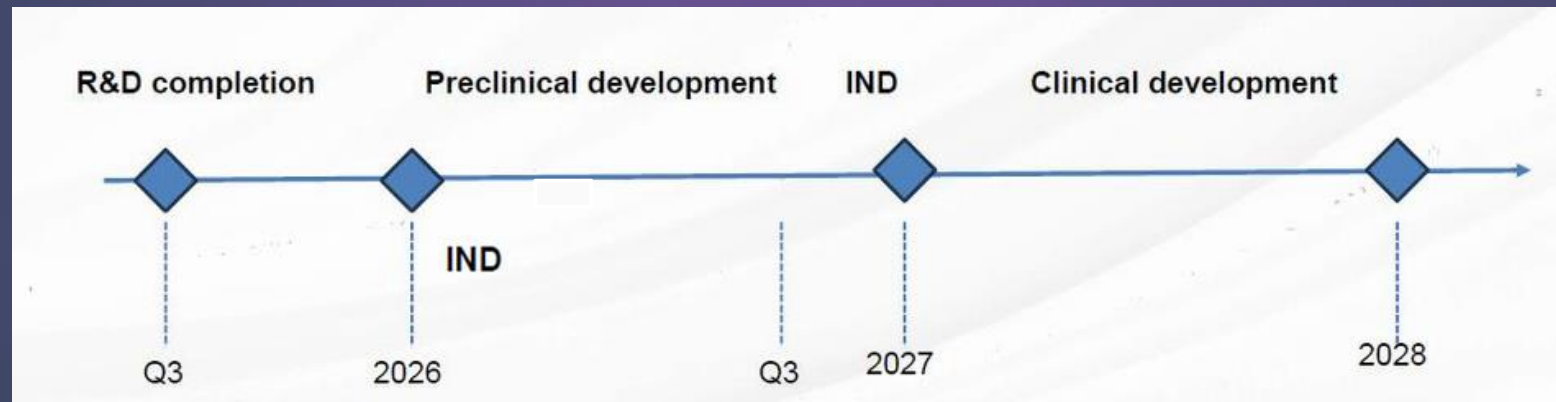 R&D completion Preclinical development IND Clinical development
IND
Q3 2026 Q3 2027 2028